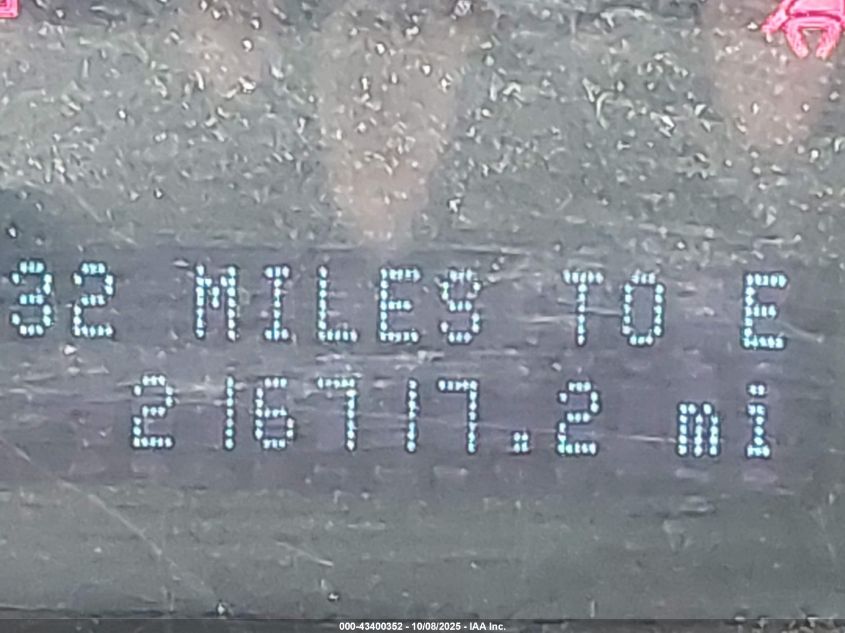 32 MILES TO E
216717.2 mi
000-43400352 - 10/08/2025 - IAA Inc.